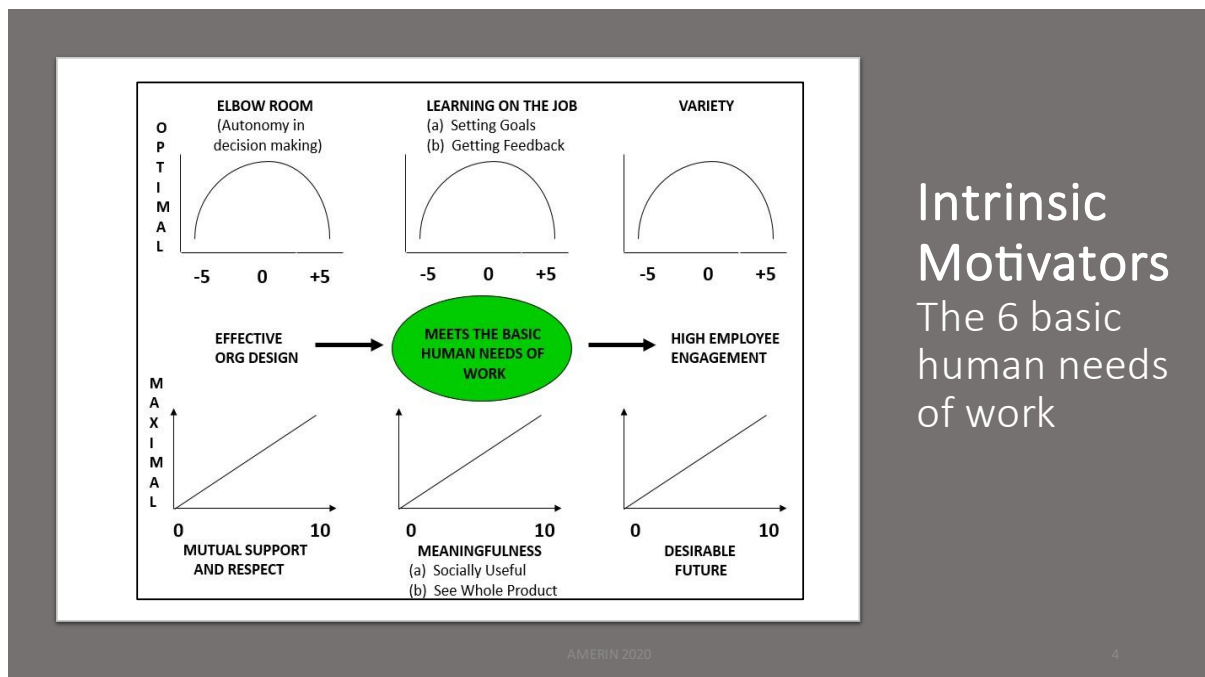 ELBOW ROOM
(Autonomy in
decision making)
LEARNING ON THE JOB
(a) Setting Goals
(b) Getting Feedback
VARIETY
OPTIMAL
-5 0 +5
-5 0 +5
-5 0 +5
EFFECTIVE
ORG DESIGN
MEETS THE BASIC
HUMAN NEEDS OF
WORK
HIGH EMPLOYEE
ENGAGEMENT
MAXIMAL
0 10
0 10
0 10
MUTUAL SUPPORT
AND RESPECT
MEANINGFULNESS
(a) Socially Useful
(b) See Whole Product
DESIRABLE
FUTURE
Intrinsic
Motivators
The 6 basic
human needs
of work
AMERIN 2020
4